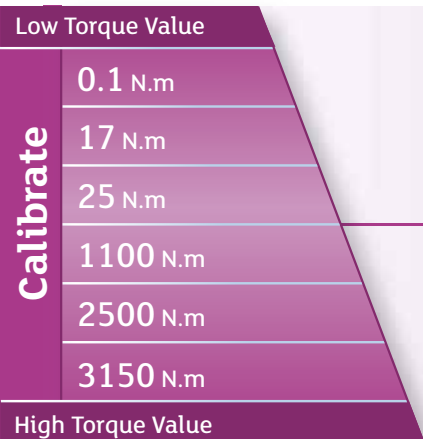 Low Torque Value
Calibrate
0.1 N.m
17 N.m
25 N.m
1100 N.m
2500 N.m
3150 N.m
High Torque Value